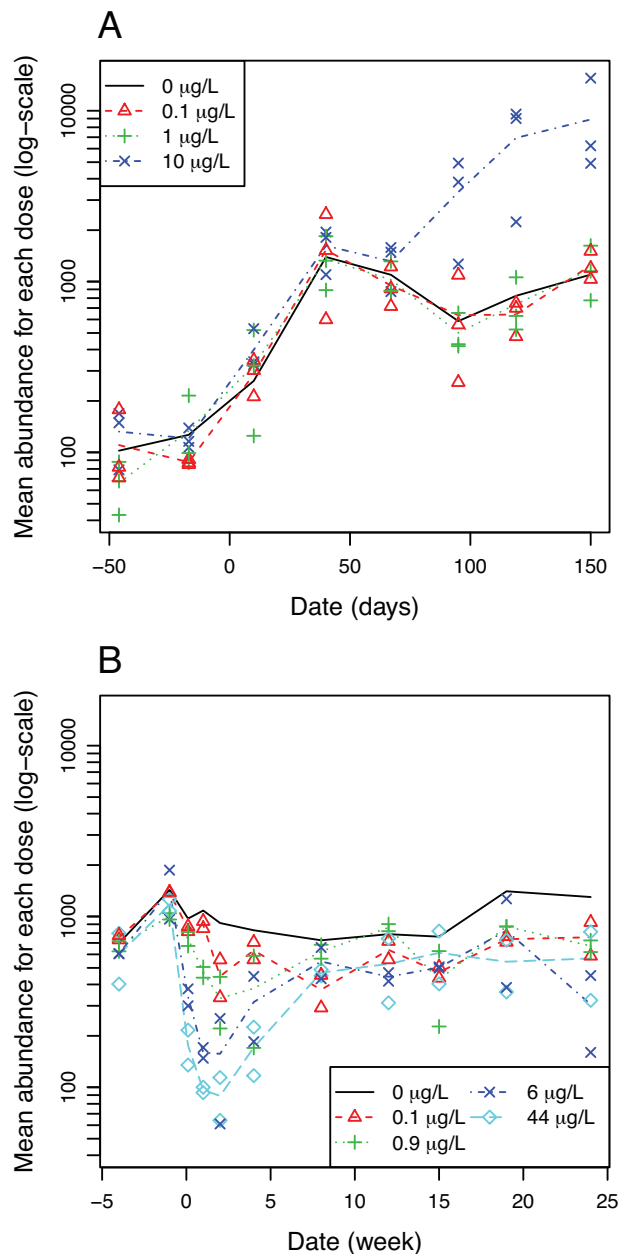 A
Mean abundance for each dose (log−scale)
100
1000
10000
0 μg/L
0.1 μg/L
1 μg/L
10 μg/L
−50
0
50
100
150
Date (days)
B
Mean abundance for each dose (log−scale)
100
1000
10000
0 μg/L
0.1 μg/L
0.9 μg/L
6 μg/L
44 μg/L
−5
0
5
10
15
20
25
Date (week)